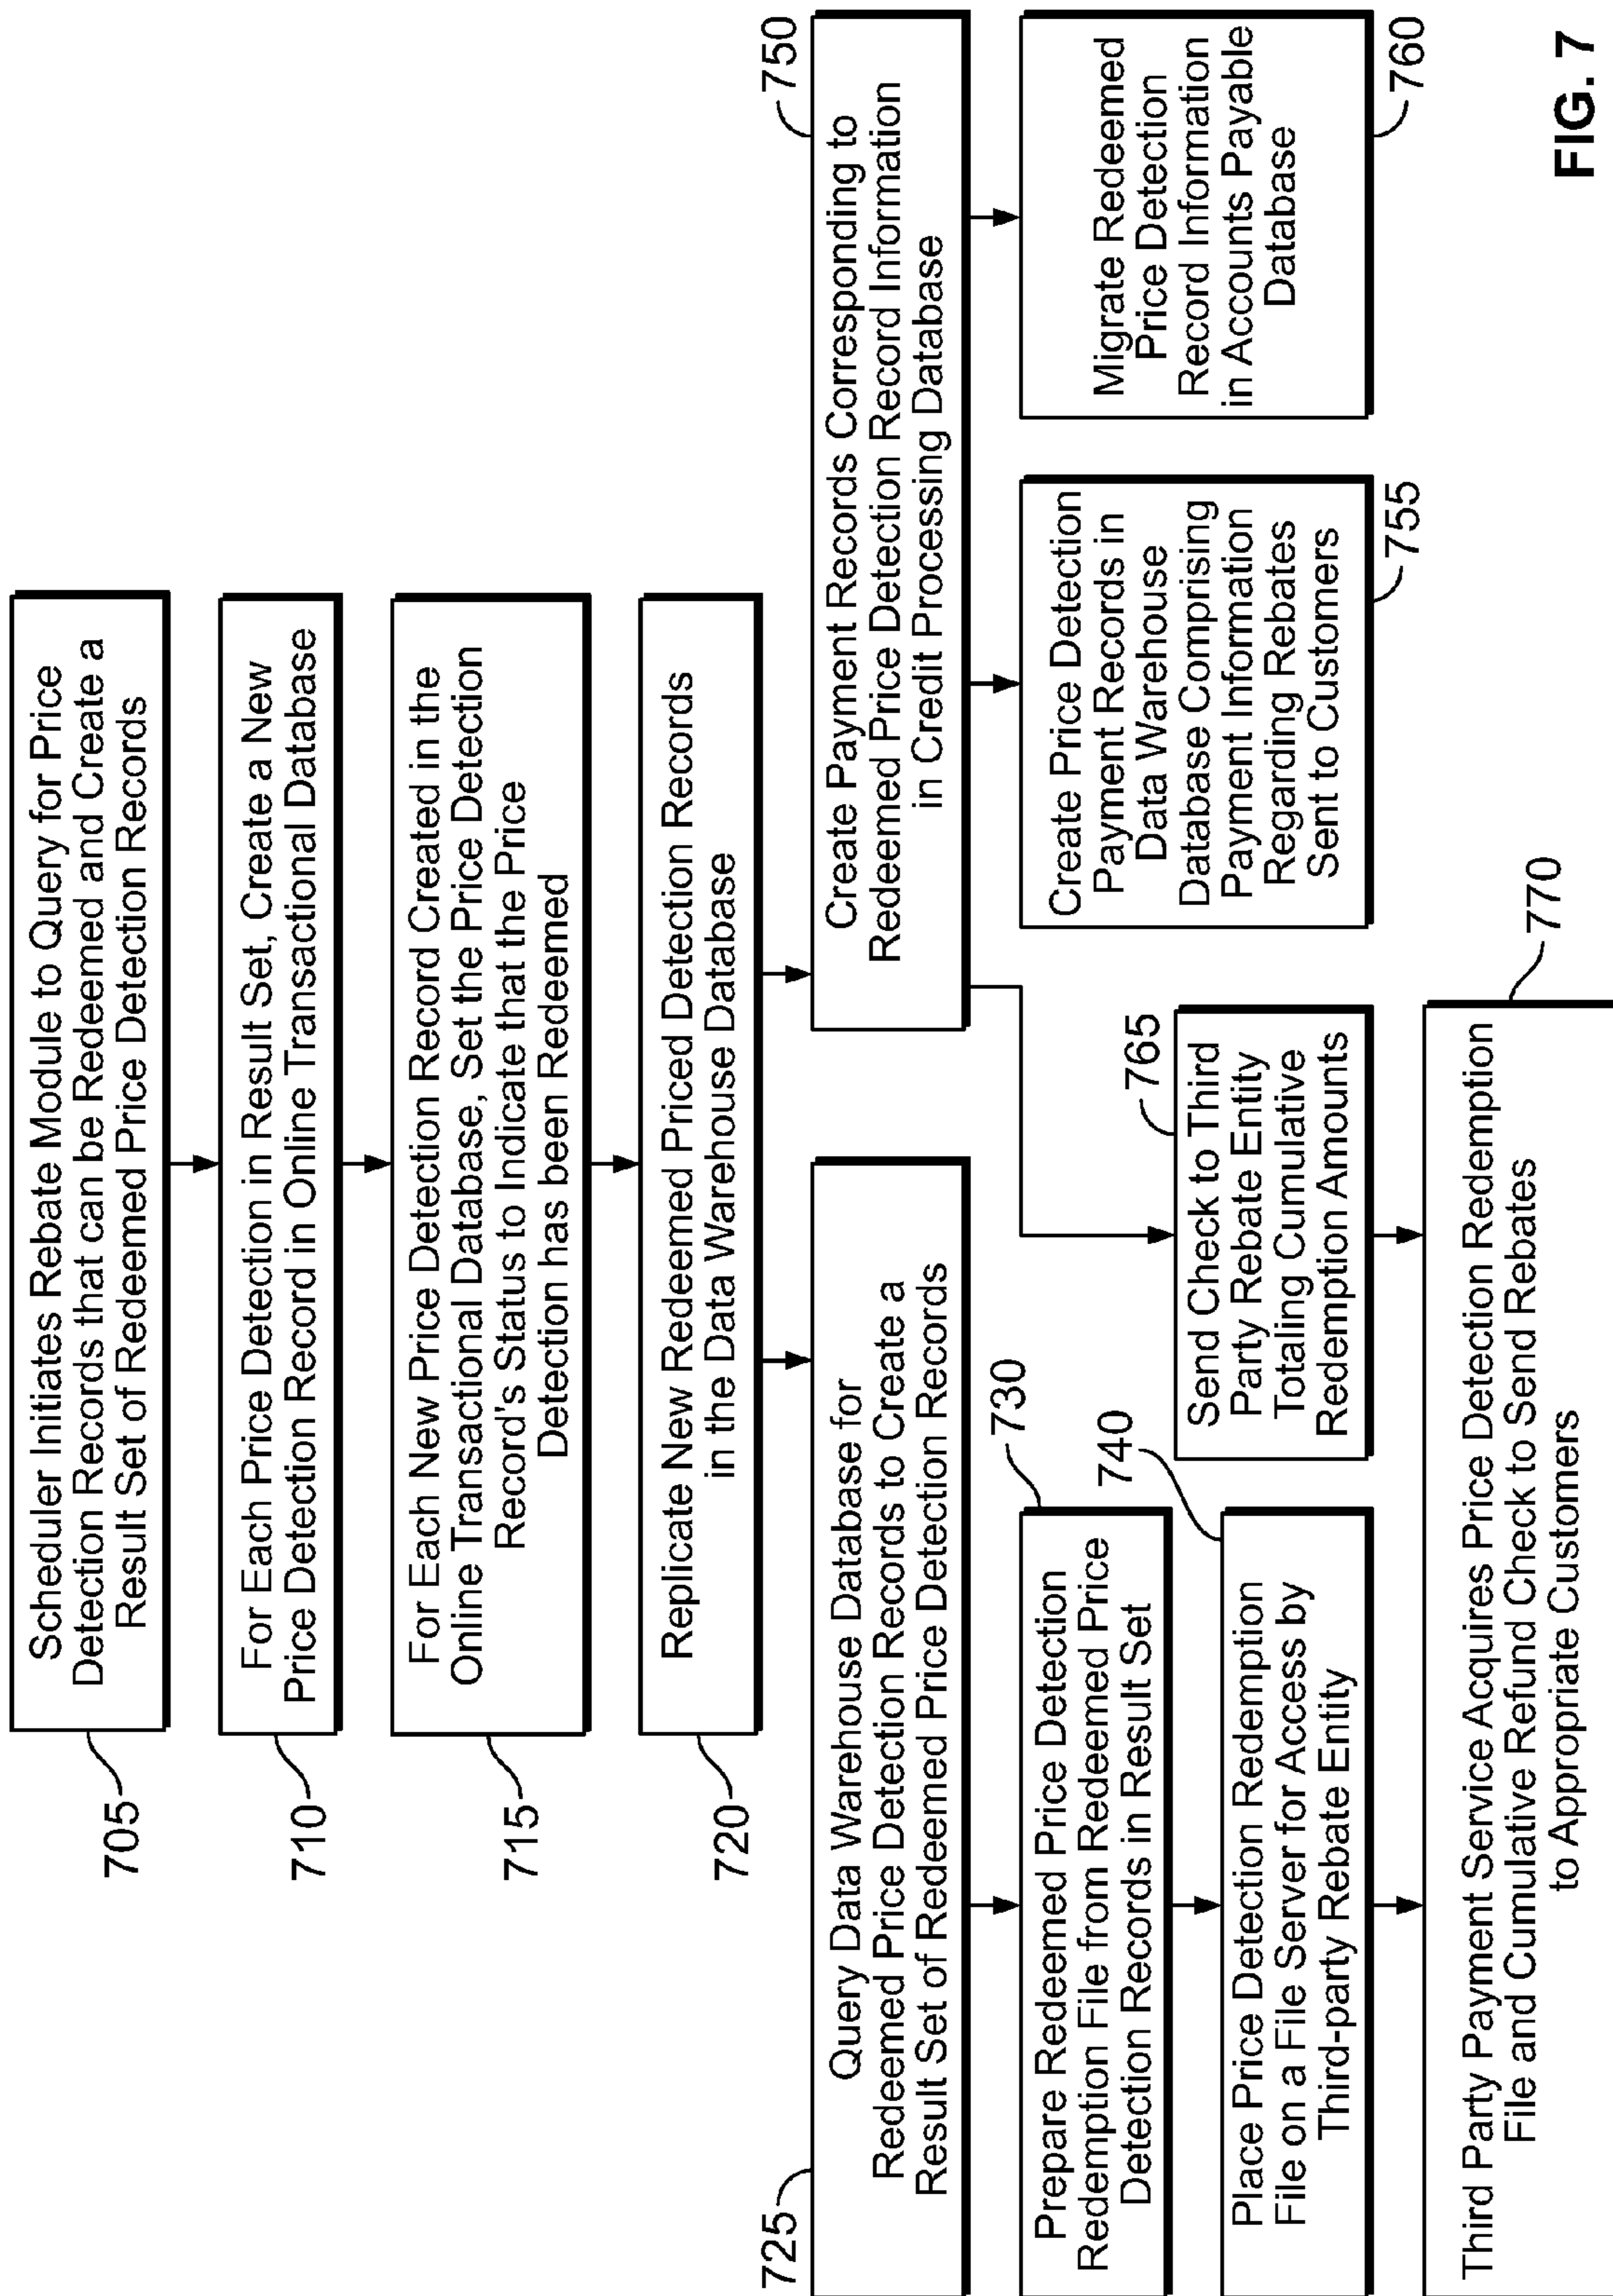 705
Scheduler Initiates Rebate Module to Query for Price
Detection Records that can be Redeemed and Create a
Result Set of Redeemed Price Detection Records
710
For Each Price Detection in Result Set, Create a New
Price Detection Record in Online Transactional Database
715
For Each New Price Detection Record Created in the
Online Transactional Database, Set the Price Detection
Record's Status to Indicate that the Price
Detection has been Redeemed
720
Replicate New Redeemed Priced Detection Records
in the Data Warehouse Database
725
Query Data Warehouse Database for
Redeemed Price Detection Records to Create a
Result Set of Redeemed Price Detection Records
750
Create Payment Records Corresponding to
Redeemed Price Detection Record Information
in Credit Processing Database
730
Prepare Redeemed Price Detection
Redemption File from Redeemed Price
Detection Records in Result Set
740
Place Price Detection Redemption
File on a File Server for Access by
Third-party Rebate Entity
765
Send Check to Third
Party Rebate Entity
Totaling Cumulative
Redemption Amounts
Create Price Detection
Payment Records in
Data Warehouse
Database Comprising
Payment Information
Regarding Rebates
Sent to Customers
755
Migrate Redeemed
Price Detection
Record Information
in Accounts Payable
Database
760
770
Third Party Payment Service Acquires Price Detection Redemption
File and Cumulative Refund Check to Send Rebates
to Appropriate Customers
FIG. 7